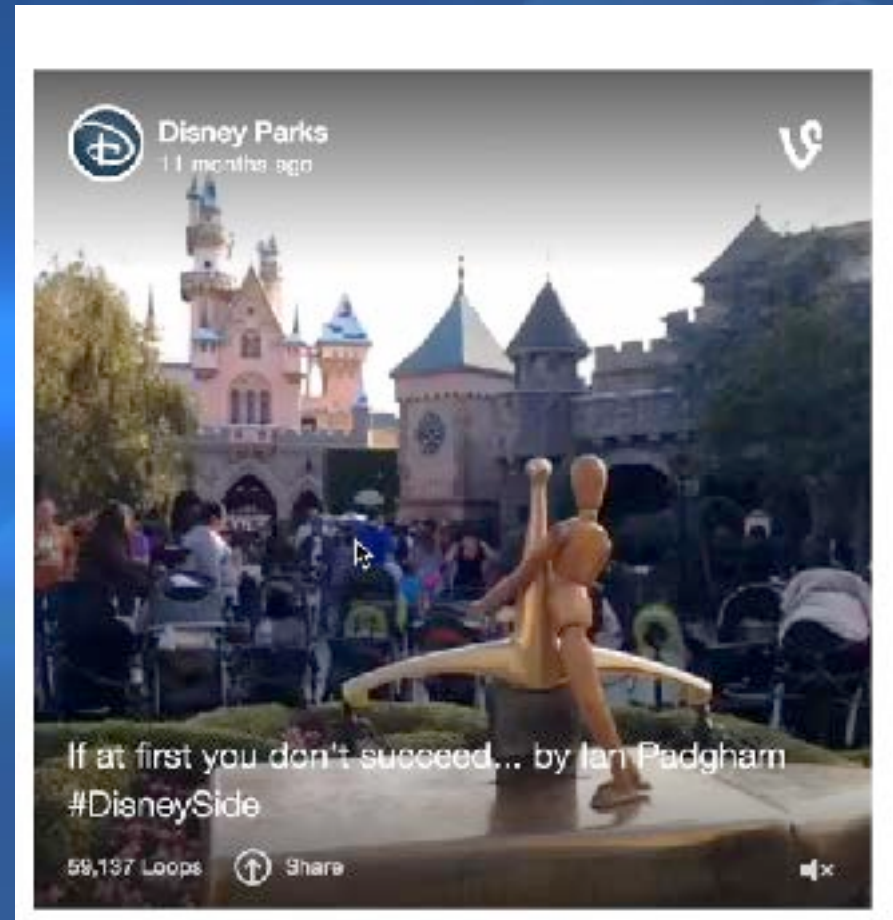 Disney Parks
11 months ago
If at first you don't succeed... by Ian Padgham
#DisneySide
59,137 Loops
Share